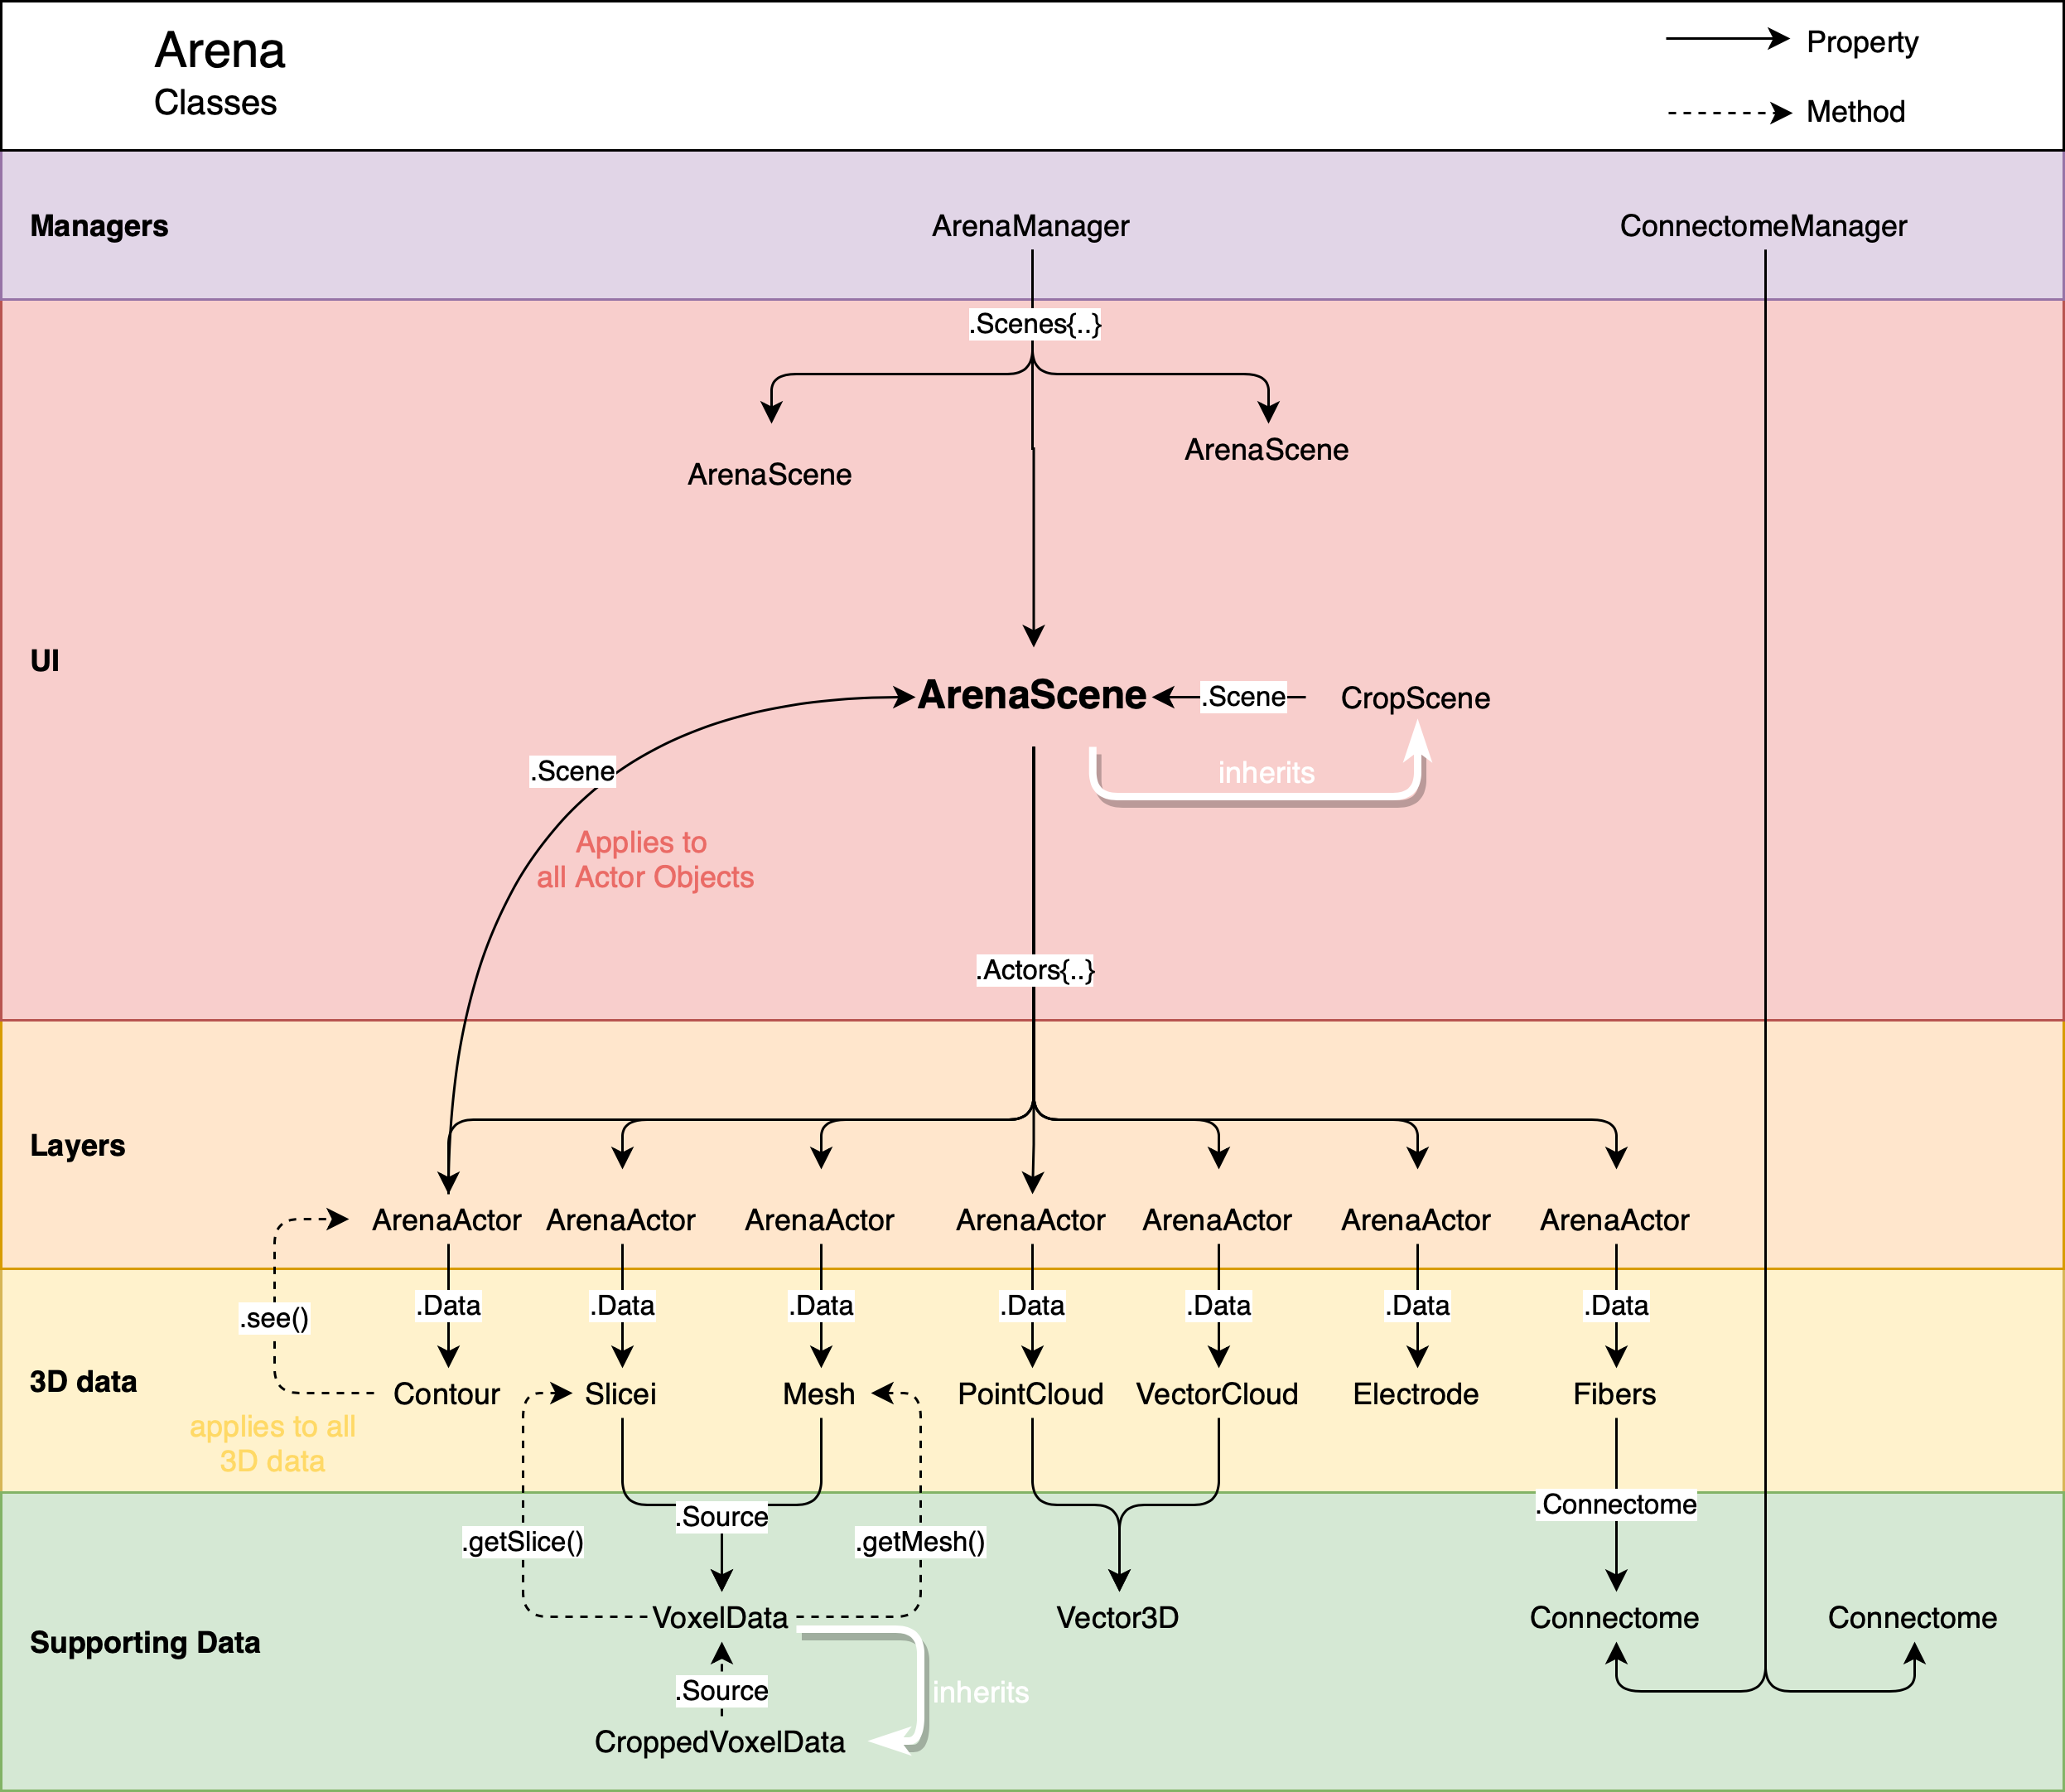 Arena
Classes
Property
Method
Managers
ArenaManager
ConnectomeManager
.Scenes{..}
ArenaScene
ArenaScene
UI
ArenaScene
.Scene
CropScene
.Scene
inherits
Applies to
all Actor Objects
.Actors{..}
Layers
ArenaActor
ArenaActor
ArenaActor
ArenaActor
ArenaActor
ArenaActor
ArenaActor
.see()
.Data
.Data
.Data
.Data
.Data
.Data
.Data
3D data
Contour
Slicei
Mesh
PointCloud
VectorCloud
Electrode
Fibers
applies to all
3D data
.Source
.Connectome
.getSlice()
.getMesh()
VoxelData
Vector3D
Connectome
Connectome
Supporting Data
.Source
inherits
CroppedVoxelData